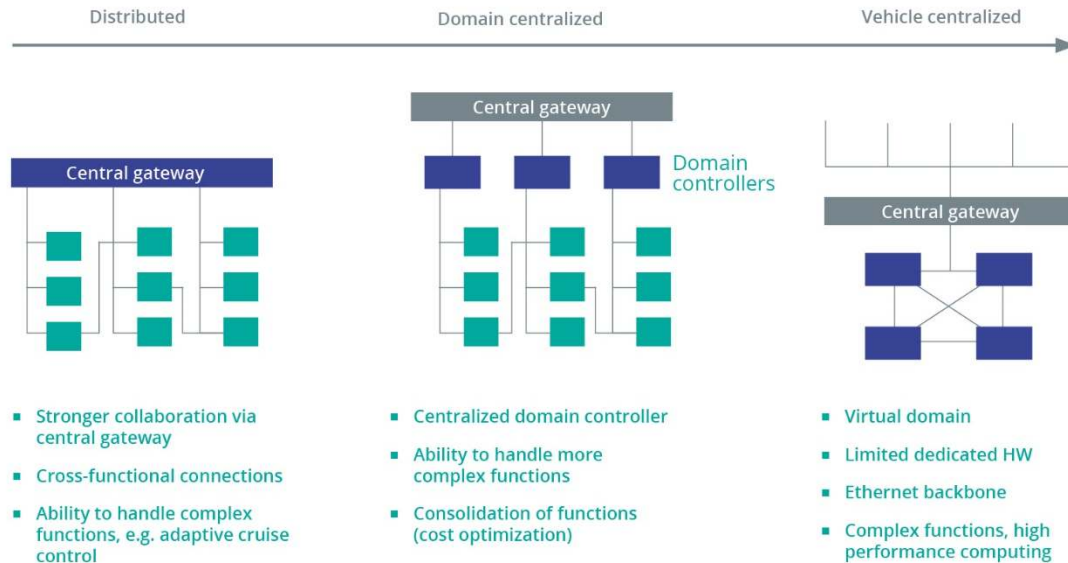 Distributed
Domain centralized
Vehicle centralized
Central gateway
Central gateway
Domain
controllers
Central gateway
Stronger collaboration via
central gateway
Cross-functional connections
Ability to handle complex
functions, e.g. adaptive cruise
control
Centralized domain controller
Ability to handle more
complex functions
Consolidation of functions
(cost optimization)
Virtual domain
Limited dedicated HW
Ethernet backbone
Complex functions, high
performance computing